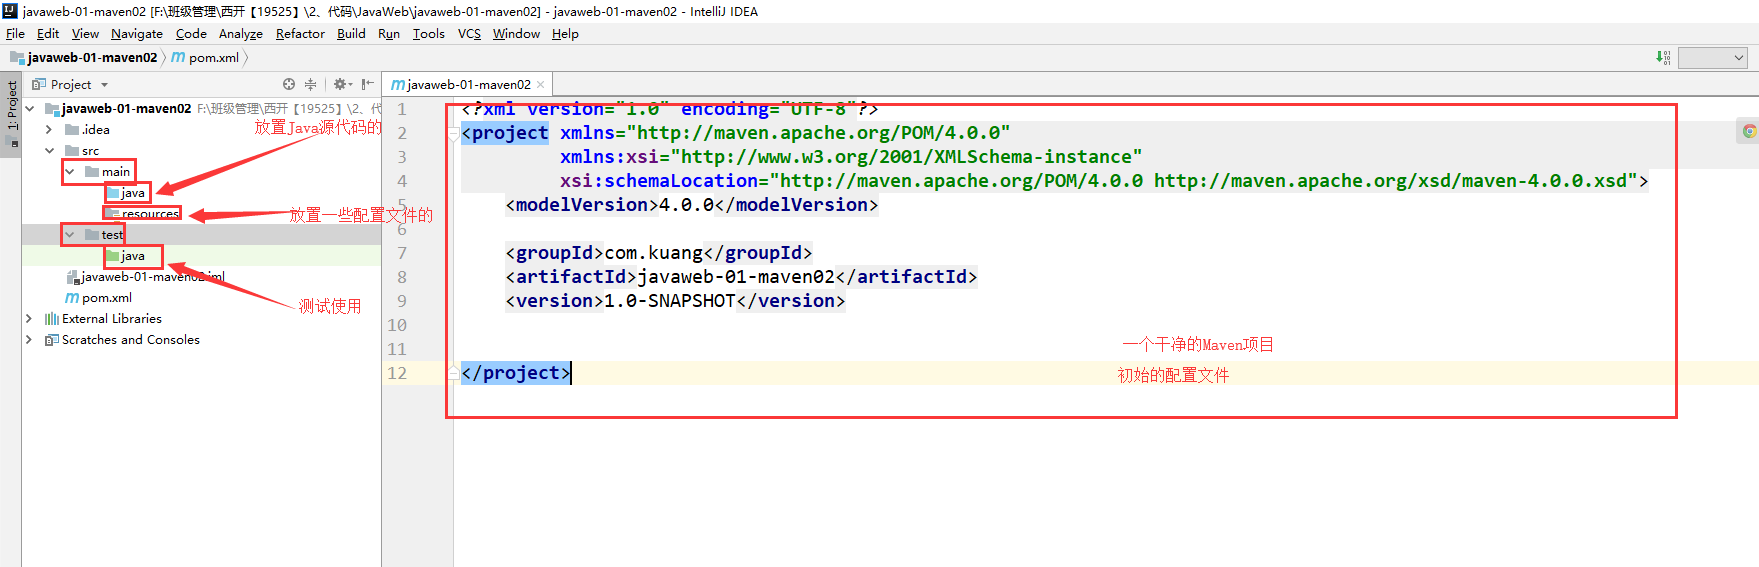 javaweb-01-maven02 [F:\班级管理\西开【19525】\2、代码\JavaWeb\javaweb-01-maven02] - javaweb-01-maven02 - IntelliJ IDEA
File Edit View Navigate Code Analyze Refactor Build Run Tools VCS Window Help
javaweb-01-maven02 pom.xml
1: Project
Project
javaweb-01-maven02 F:\班级管理\西开【19525】\2、代
.idea
放置Java源代码的
src
main
java
resources
放置一些配置文件的
test
java
javaweb-01-maven02.iml
pom.xml
测试使用
External Libraries
Scratches and Consoles
javaweb-01-maven02
1 <?xml version="1.0" encoding="UTF-8"?>
2 <project xmlns="http://maven.apache.org/POM/4.0.0"
3 xmlns:xsi="http://www.w3.org/2001/XMLSchema-instance"
4 xsi:schemaLocation="http://maven.apache.org/POM/4.0.0 http://maven.apache.org/xsd/maven-4.0.0.xsd">
5 <modelVersion>4.0.0</modelVersion>
6
7 <groupId>com.kuang</groupId>
8 <artifactId>javaweb-01-maven02</artifactId>
9 <version>1.0-SNAPSHOT</version>
10
11
一个干净的Maven项目
12 </project>
初始的配置文件